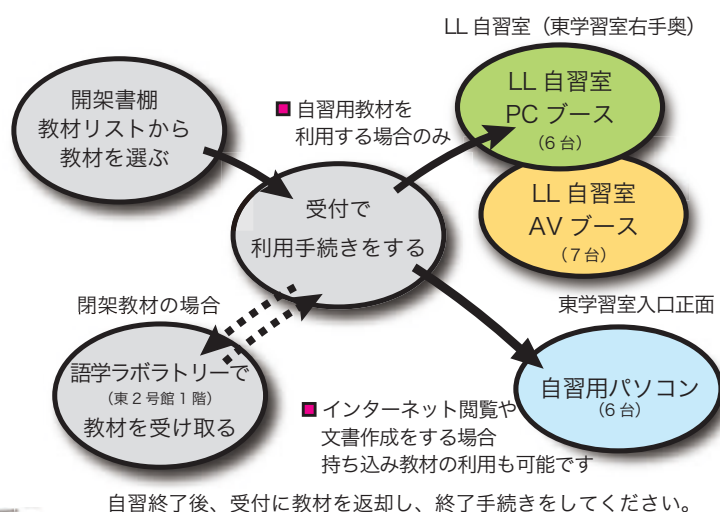 LL 自習室（東学習室右手奥）
開架書棚
教材リストから
教材を選ぶ
■ 自習用教材を
利用する場合のみ
LL 自習室
PC ブース
（6 台）
LL 自習室
AV ブース
（7 台）
受付で
利用手続きをする
閉架教材の場合
語学ラボラトリーで
（東 2 号館 1 階）
教材を受け取る
東学習室入口正面
自習用パソコン
（6 台）
■ インターネット閲覧や
文書作成をする場合
持ち込み教材の利用も可能です
自習終了後、受付に教材を返却し、終了手続きをしてください。